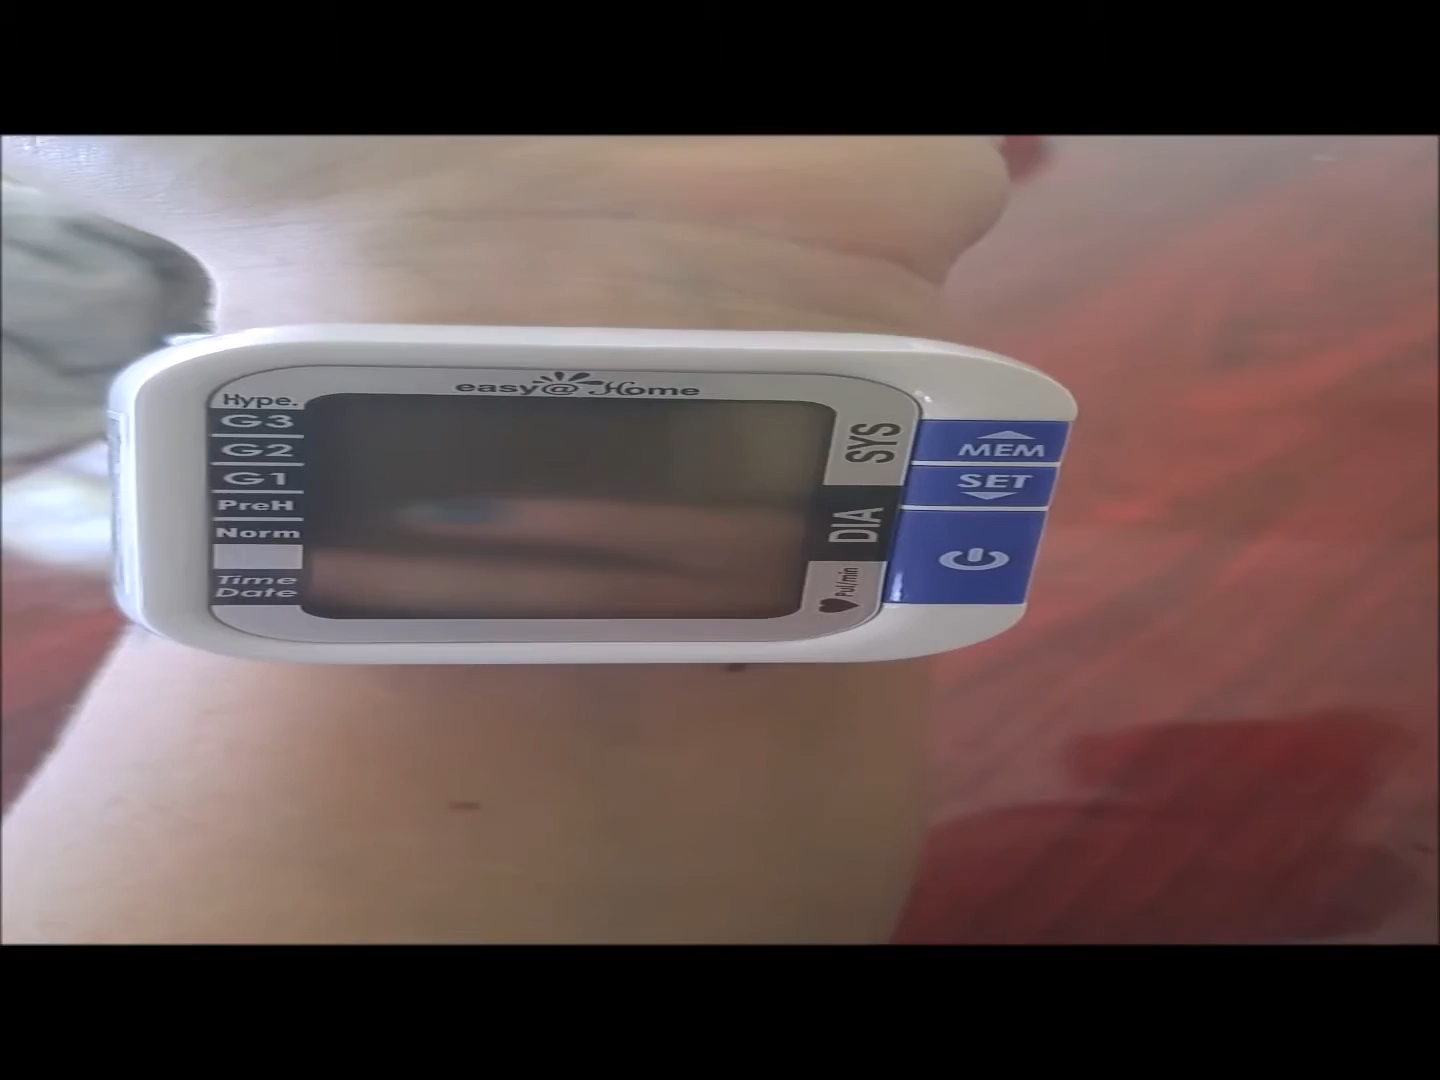 easy@Home
Hype.
G3
G2
G1
PreH
Norm
Time
Date
SYS
DIA
Pul/min
MEM
SET